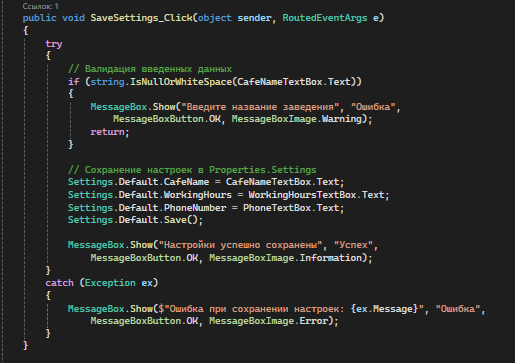 Ссылок: 1
public void SaveSettings_Click(object sender, RoutedEventArgs e)
{
try
{
// Валидация введенных данных
if (string.IsNullOrWhiteSpace(CafeNameTextBox.Text))
{
MessageBox.Show("Введите название заведения", "Ошибка",
MessageBoxButton.OK, MessageBoxImage.Warning);
return;
}
// Сохранение настроек в Properties.Settings
Settings.Default.CafeName = CafeNameTextBox.Text;
Settings.Default.WorkingHours = WorkingHoursTextBox.Text;
Settings.Default.PhoneNumber = PhoneTextBox.Text;
Settings.Default.Save();
MessageBox.Show("Настройки успешно сохранены", "Успех",
MessageBoxButton.OK, MessageBoxImage.Information);
}
catch (Exception ex)
{
MessageBox.Show($"Ошибка при сохранении настроек: {ex.Message}", "Ошибка",
MessageBoxButton.OK, MessageBoxImage.Error);
}
}